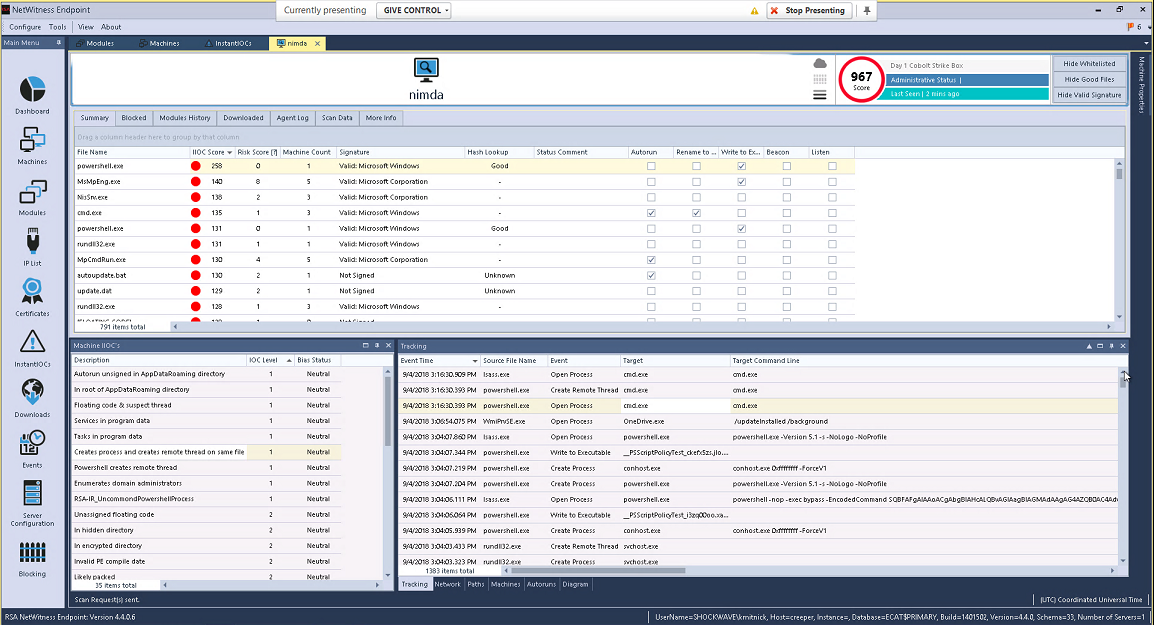 NetWitness Endpoint
Currently presenting GIVE CONTROL Stop Presenting
Configure Tools View About 6
Main Menu Modules Machines InstantIOCs nimda
Dashboard
Machines
Modules
IP List
Certificates
InstantIOCs
Downloads
Events
Server
Configuration
Blocking
nimda
967
Score
Day 1 Cobolt Strike Box
Administrative Status |
Last Seen | 2 mins ago
Hide Whitelisted
Hide Good Files
Hide Valid Signature
Machine Properties
Summary Blocked Modules History Downloaded Agent Log Scan Data More Info
Drag a column header here to group by that column
File Name IIOC Score Risk Score [?] Machine Count Signature Hash Lookup Status Comment Autorun Rename to ... Write to Ex... Beacon Listen
powershell.exe 258 0 1 Valid: Microsoft Windows Good
MsMpEng.exe 140 8 5 Valid: Microsoft Corporation -
NisSrv.exe 138 2 3 Valid: Microsoft Corporation -
cmd.exe 135 1 3 Valid: Microsoft Windows -
powershell.exe 131 0 1 Valid: Microsoft Windows Good
rundll32.exe 131 1 1 Valid: Microsoft Windows -
MpCmdRun.exe 130 4 5 Valid: Microsoft Corporation -
autoupdate.bat 130 2 1 Not Signed Unknown
update.dat 129 2 1 Not Signed Unknown
rundll32.exe 128 1 3 Valid: Microsoft Windows -
791 items total
Machine IIOC's
Description IOC Level Bias Status
Autorun unsigned in AppDataRoaming directory 1 Neutral
In root of AppDataRoaming directory 1 Neutral
Floating code & suspect thread 1 Neutral
Services in program data 1 Neutral
Tasks in program data 1 Neutral
Creates process and creates remote thread on same file 1 Neutral
Powershell creates remote thread 1 Neutral
Enumerates domain administrators 1 Neutral
RSA-IR_UncommondPowershellProcess 1 Neutral
Unassigned floating code 2 Neutral
In hidden directory 2 Neutral
In encrypted directory 2 Neutral
Invalid PE compile date 2 Neutral
Likely packed 2 Neutral
35 items total
Tracking
Event Time Source File Name Event Target Target Command Line
9/4/2018 3:16:30.909 PM lsass.exe Open Process cmd.exe cmd.exe
9/4/2018 3:16:30.393 PM powershell.exe Create Remote Thread cmd.exe cmd.exe
9/4/2018 3:16:30.393 PM powershell.exe Open Process cmd.exe cmd.exe
9/4/2018 3:06:54.075 PM WmiPrvSE.exe Open Process OneDrive.exe /updateInstalled /background
9/4/2018 3:04:07.860 PM lsass.exe Open Process powershell.exe powershell.exe -Version 5.1 -s -NoLogo -NoProfile
9/4/2018 3:04:07.344 PM powershell.exe Write to Executable __PSScriptPolicyTest_ckefx5zs.jlo...
9/4/2018 3:04:07.219 PM powershell.exe Create Process conhost.exe conhost.exe 0xffffffff -ForceV1
9/4/2018 3:04:07.204 PM powershell.exe Create Process powershell.exe powershell.exe -Version 5.1 -s -NoLogo -NoProfile
9/4/2018 3:04:06.111 PM lsass.exe Open Process powershell.exe powershell -nop -exec bypass -EncodedCommand
9/4/2018 3:04:06.064 PM powershell.exe Write to Executable __PSScriptPolicyTest_i3zq00oo.xa...
9/4/2018 3:04:05.939 PM powershell.exe Create Process conhost.exe conhost.exe 0xffffffff -ForceV1
9/4/2018 3:04:03.433 PM rundll32.exe Create Remote Thread svchost.exe
9/4/2018 3:04:03.323 PM rundll32.exe Create Process svchost.exe
1383 items total
Tracking Network Paths Machines Autoruns Diagram
Scan Request(s) sent.
(UTC) Coordinated Universal Time
RSA NetWitness Endpoint: Version 4.4.0.6
UserName=SHOCKWAVE\kmitnick, Host=creeper, Instance=, Database=ECAT$PRIMARY, Build=1401502, Version=4.4.0, Schema=33, Number of Servers=1